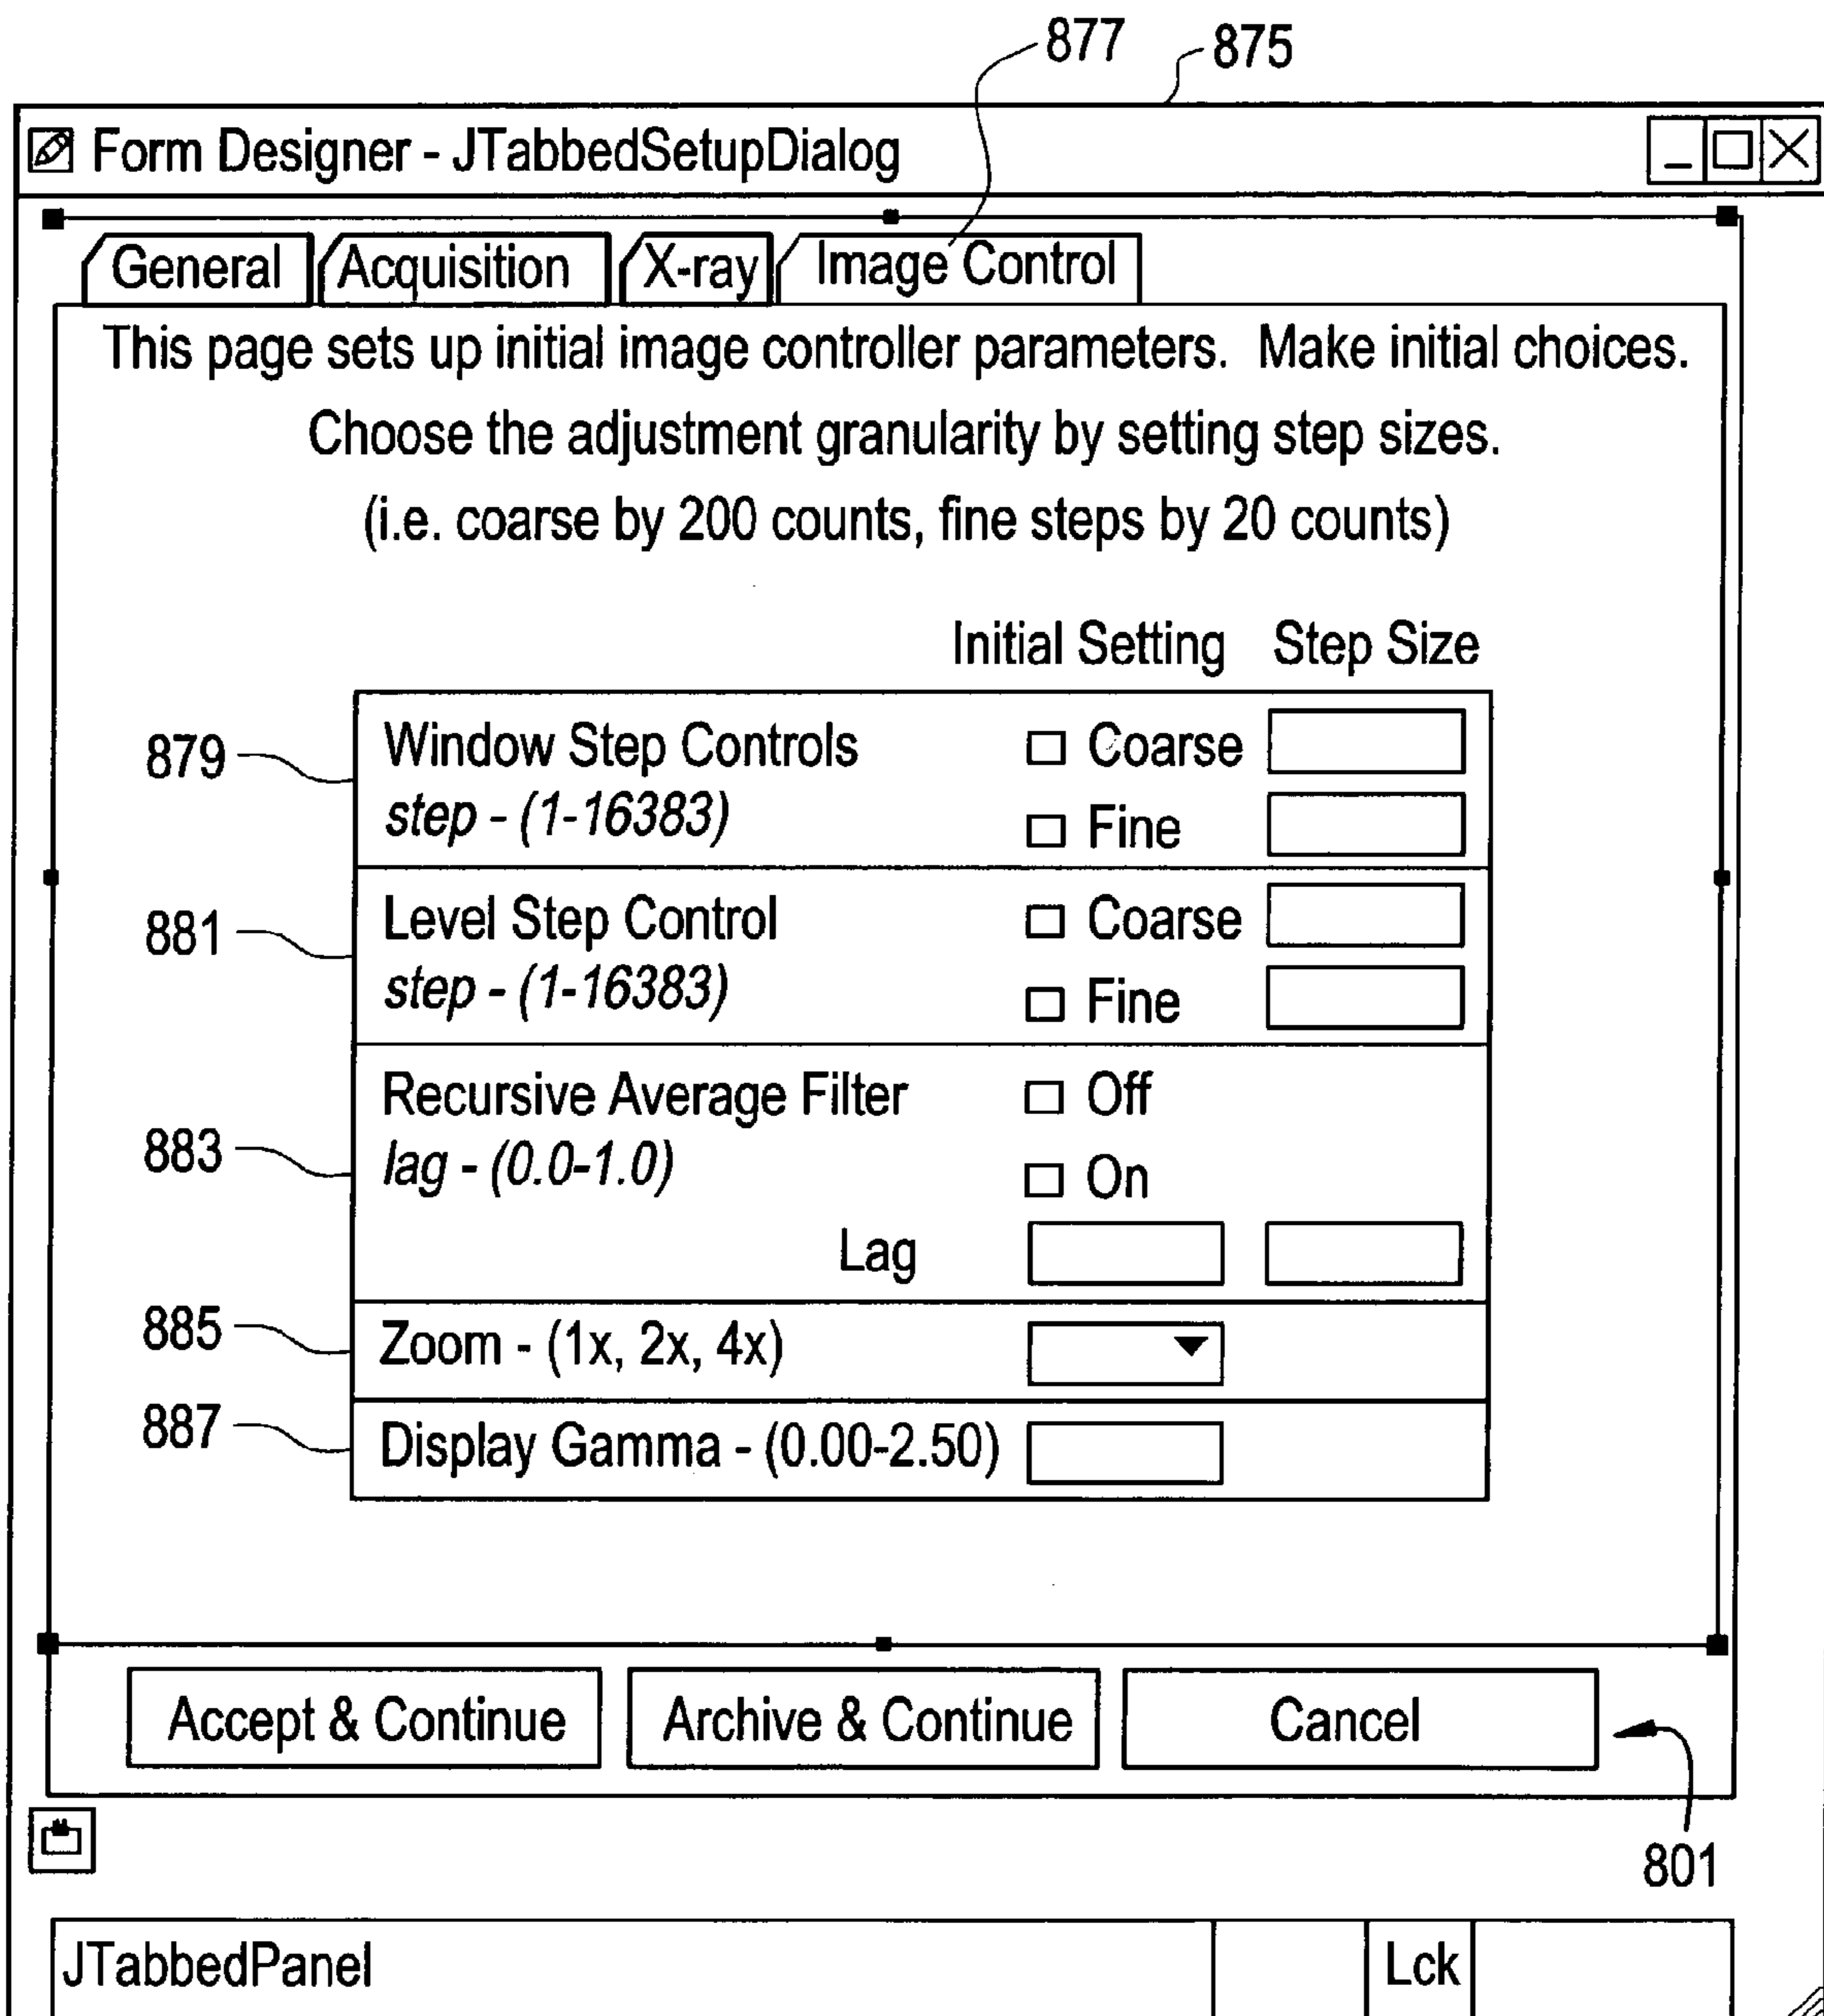 877 875
Form Designer - JTabbedSetupDialog
General Acquisition X-ray Image Control
This page sets up initial image controller parameters. Make initial choices.
Choose the adjustment granularity by setting step sizes.
(i.e. coarse by 200 counts, fine steps by 20 counts)
Initial Setting Step Size
879 Window Step Controls Coarse
step - (1-16383) Fine
881 Level Step Control Coarse
step - (1-16383) Fine
Recursive Average Filter Off
883 lag - (0.0-1.0) On
Lag
885 Zoom - (1x, 2x, 4x)
887 Display Gamma - (0.00-2.50)
Accept & Continue Archive & Continue Cancel
801
JTabbedPanel Lck